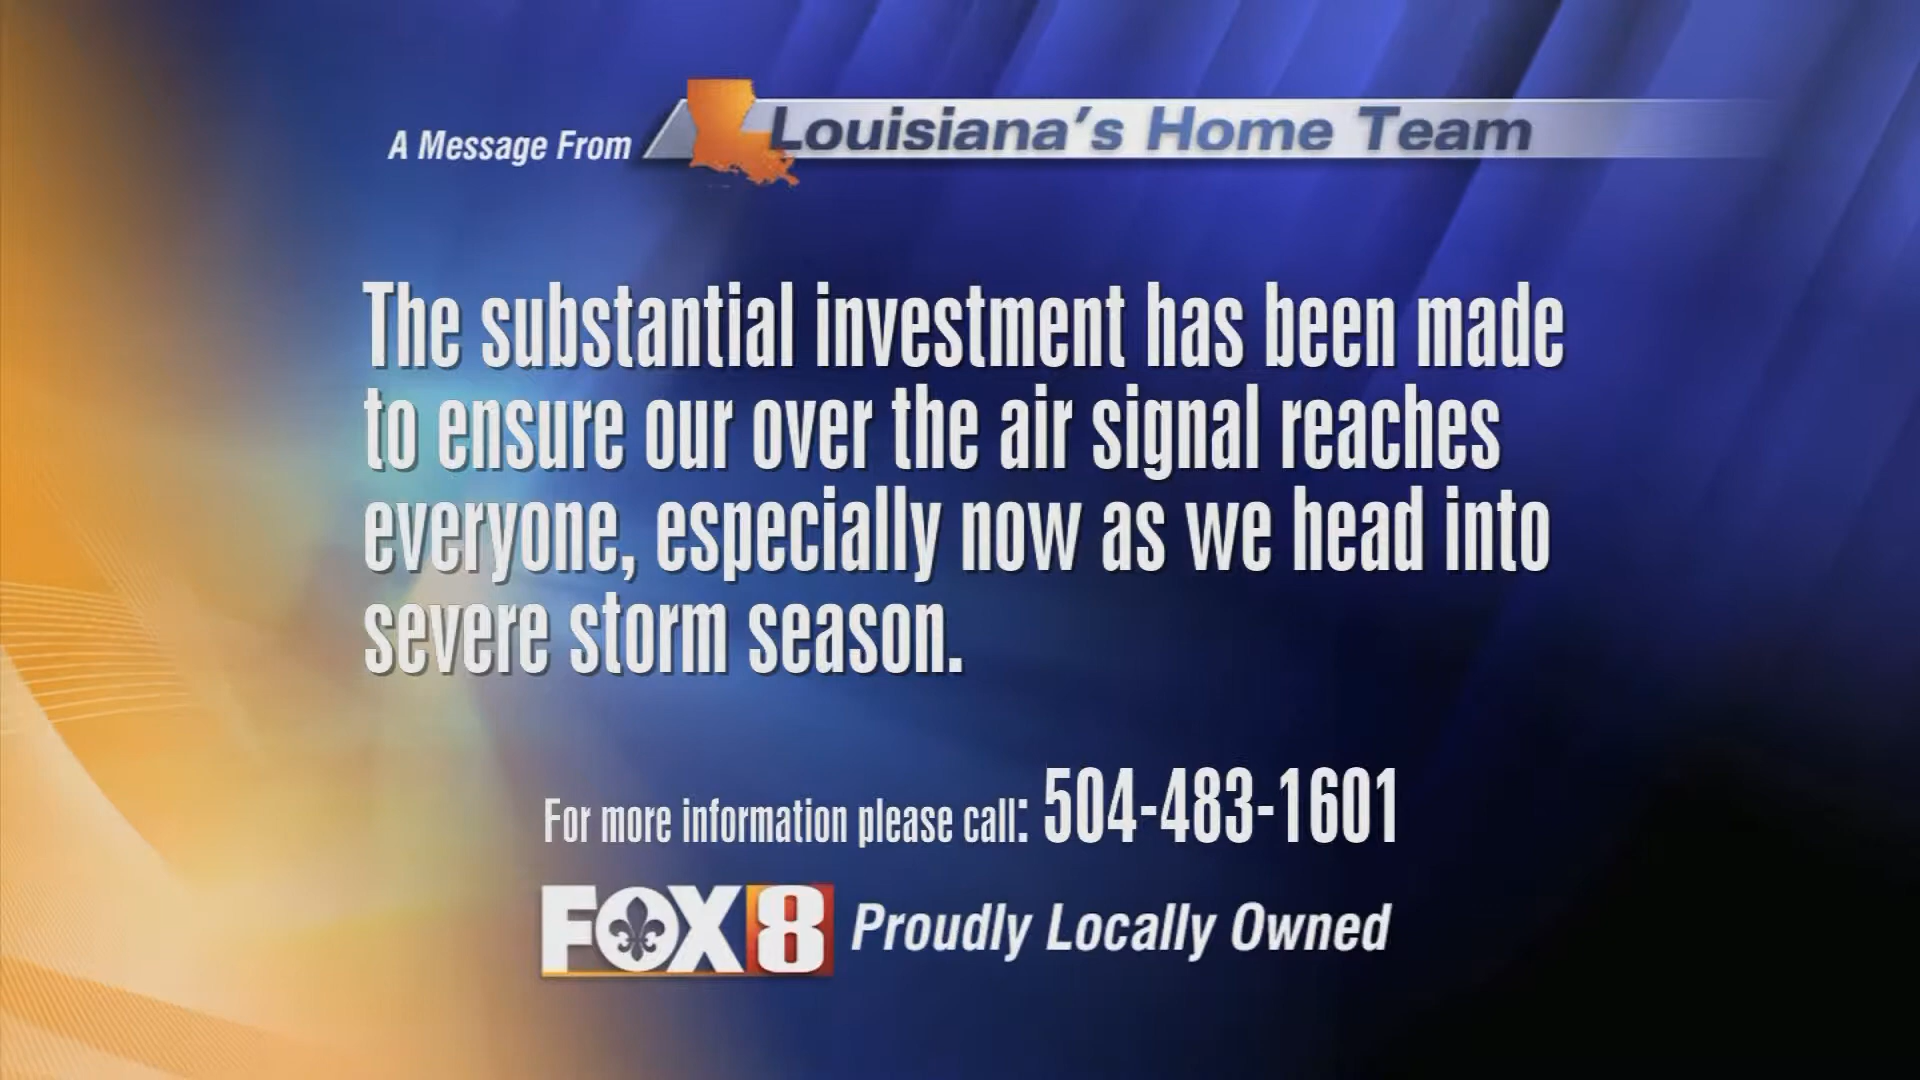 A Message From Louisiana's Home Team
The substantial investment has been made
to ensure our over the air signal reaches
everyone, especially now as we head into
severe storm season.
For more information please call: 504-483-1601
FOX 8 Proudly Locally Owned